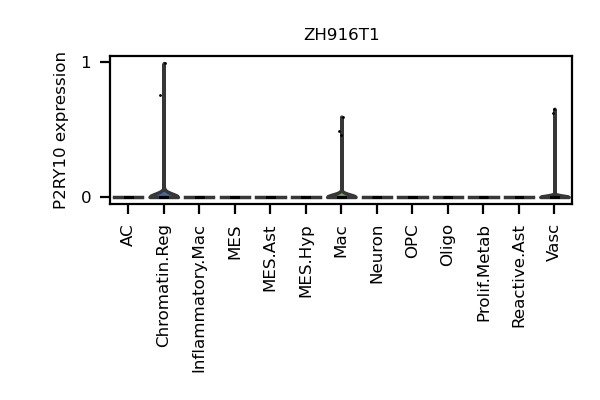 ZH916T1
P2RY10 expression
1
0
AC
Chromatin.Reg
Inflammatory.Mac
MES
MES.Ast
MES.Hyp
Mac
Neuron
OPC
Oligo
Prolif.Metab
Reactive.Ast
Vasc